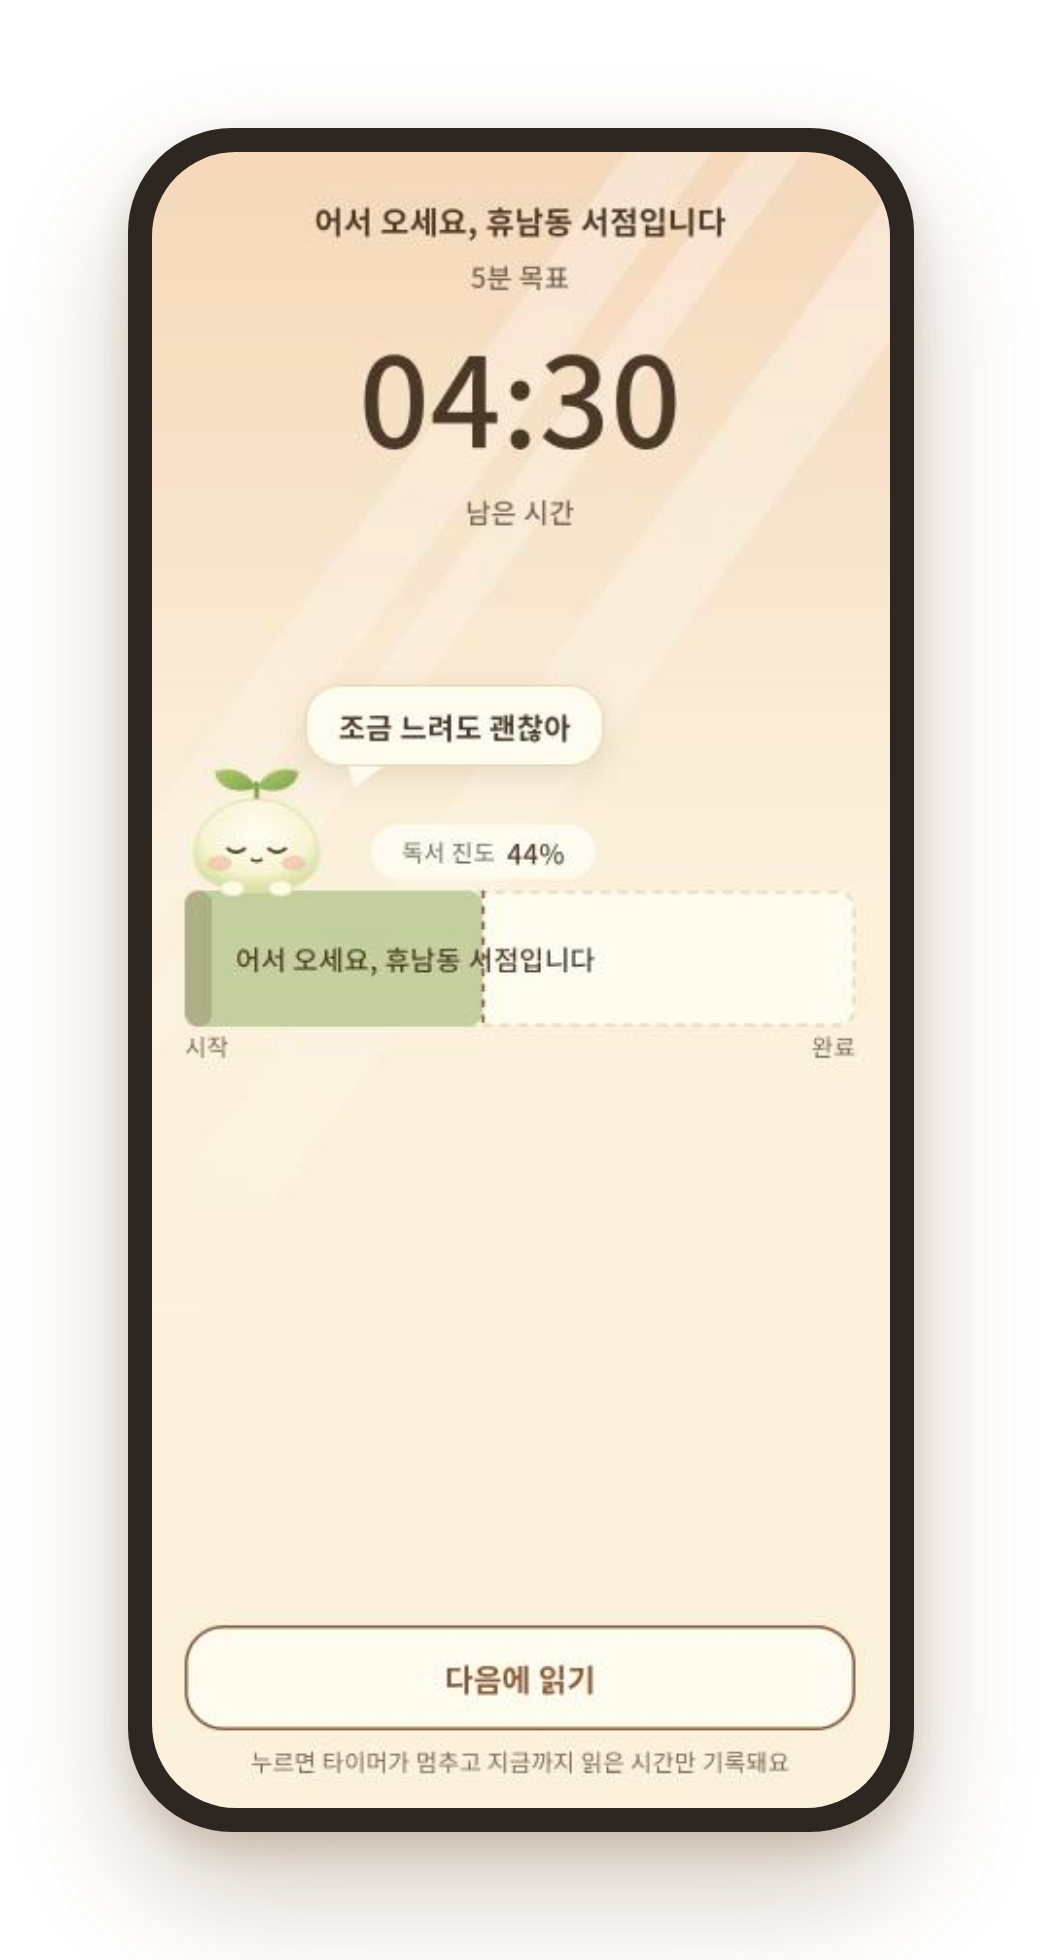 어서 오세요, 휴남동 서점입니다
5분 목표
04:30
남은 시간
조금 느려도 괜찮아
독서 진도 44%
어서 오세요, 휴남동 서점입니다
시작 완료
다음에 읽기
누르면 타이머가 멈추고 지금까지 읽은 시간만 기록돼요